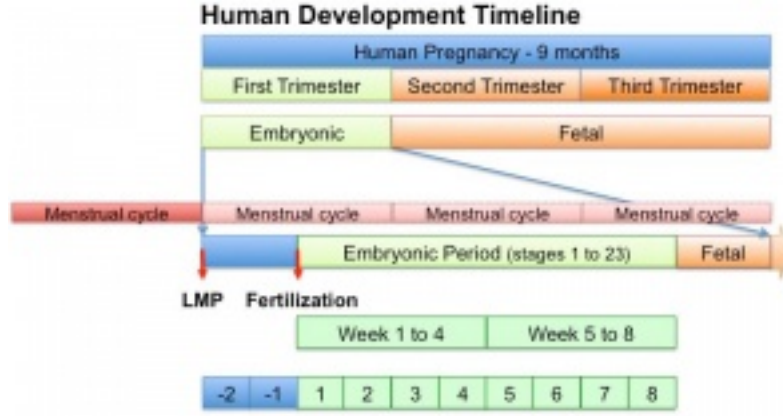 Human Development Timeline
Human Pregnancy - 9 months
First Trimester Second Trimester Third Trimester
Embryonic Fetal
Menstrual cycle Menstrual cycle Menstrual cycle Menstrual cycle
Embryonic Period (stages 1 to 23) Fetal
LMP Fertilization
Week 1 to 4 Week 5 to 8
-2 -1 1 2 3 4 5 6 7 8